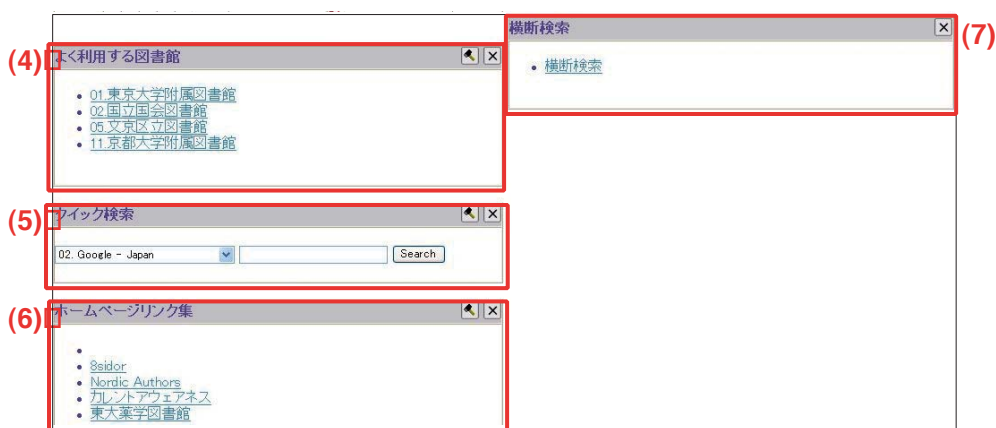 (4)
よく利用する図書館
01.東京大学附属図書館
02.国立国会図書館
05.文京区立図書館
11.京都大学附属図書館
(5)
クイック検索
02. Google - Japan
Search
(6)
ホームページリンク集
8sidor
Nordic Authors
カレントアウェアネス
東大薬学図書館
横断検索
(7)
横断検索